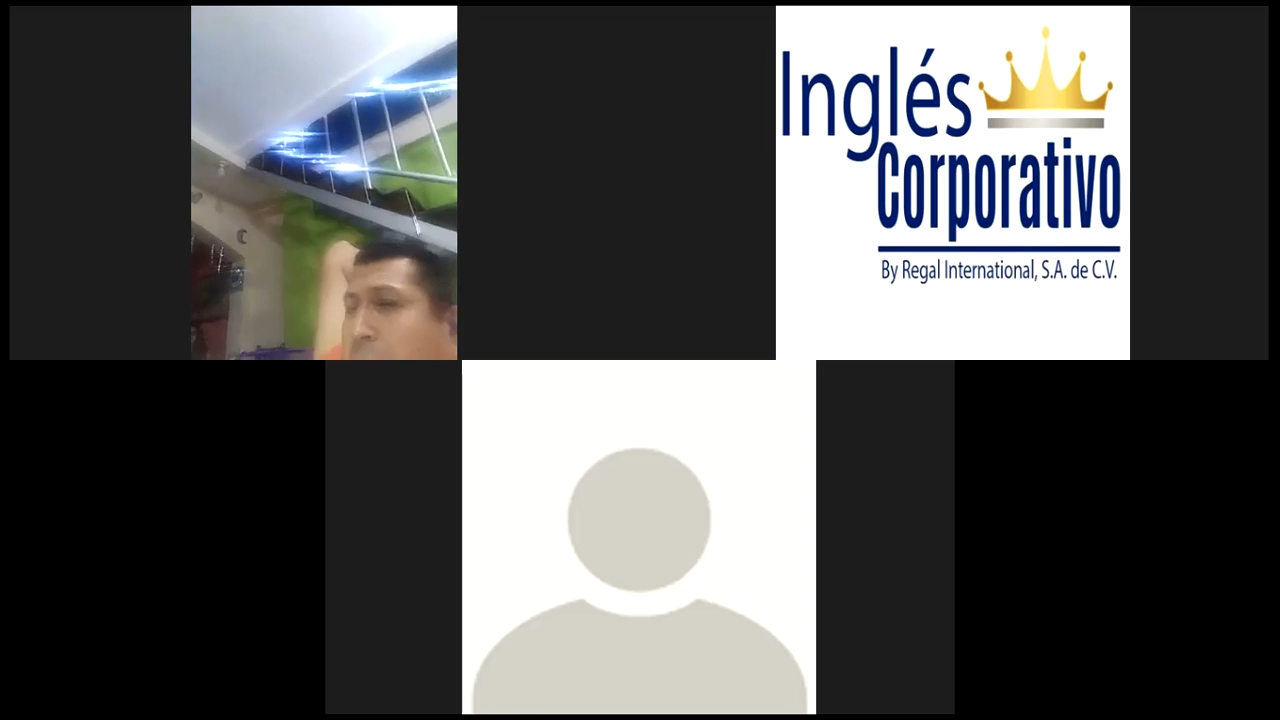 Inglés
Corporativo
By Regal International, S.A. de C.V.